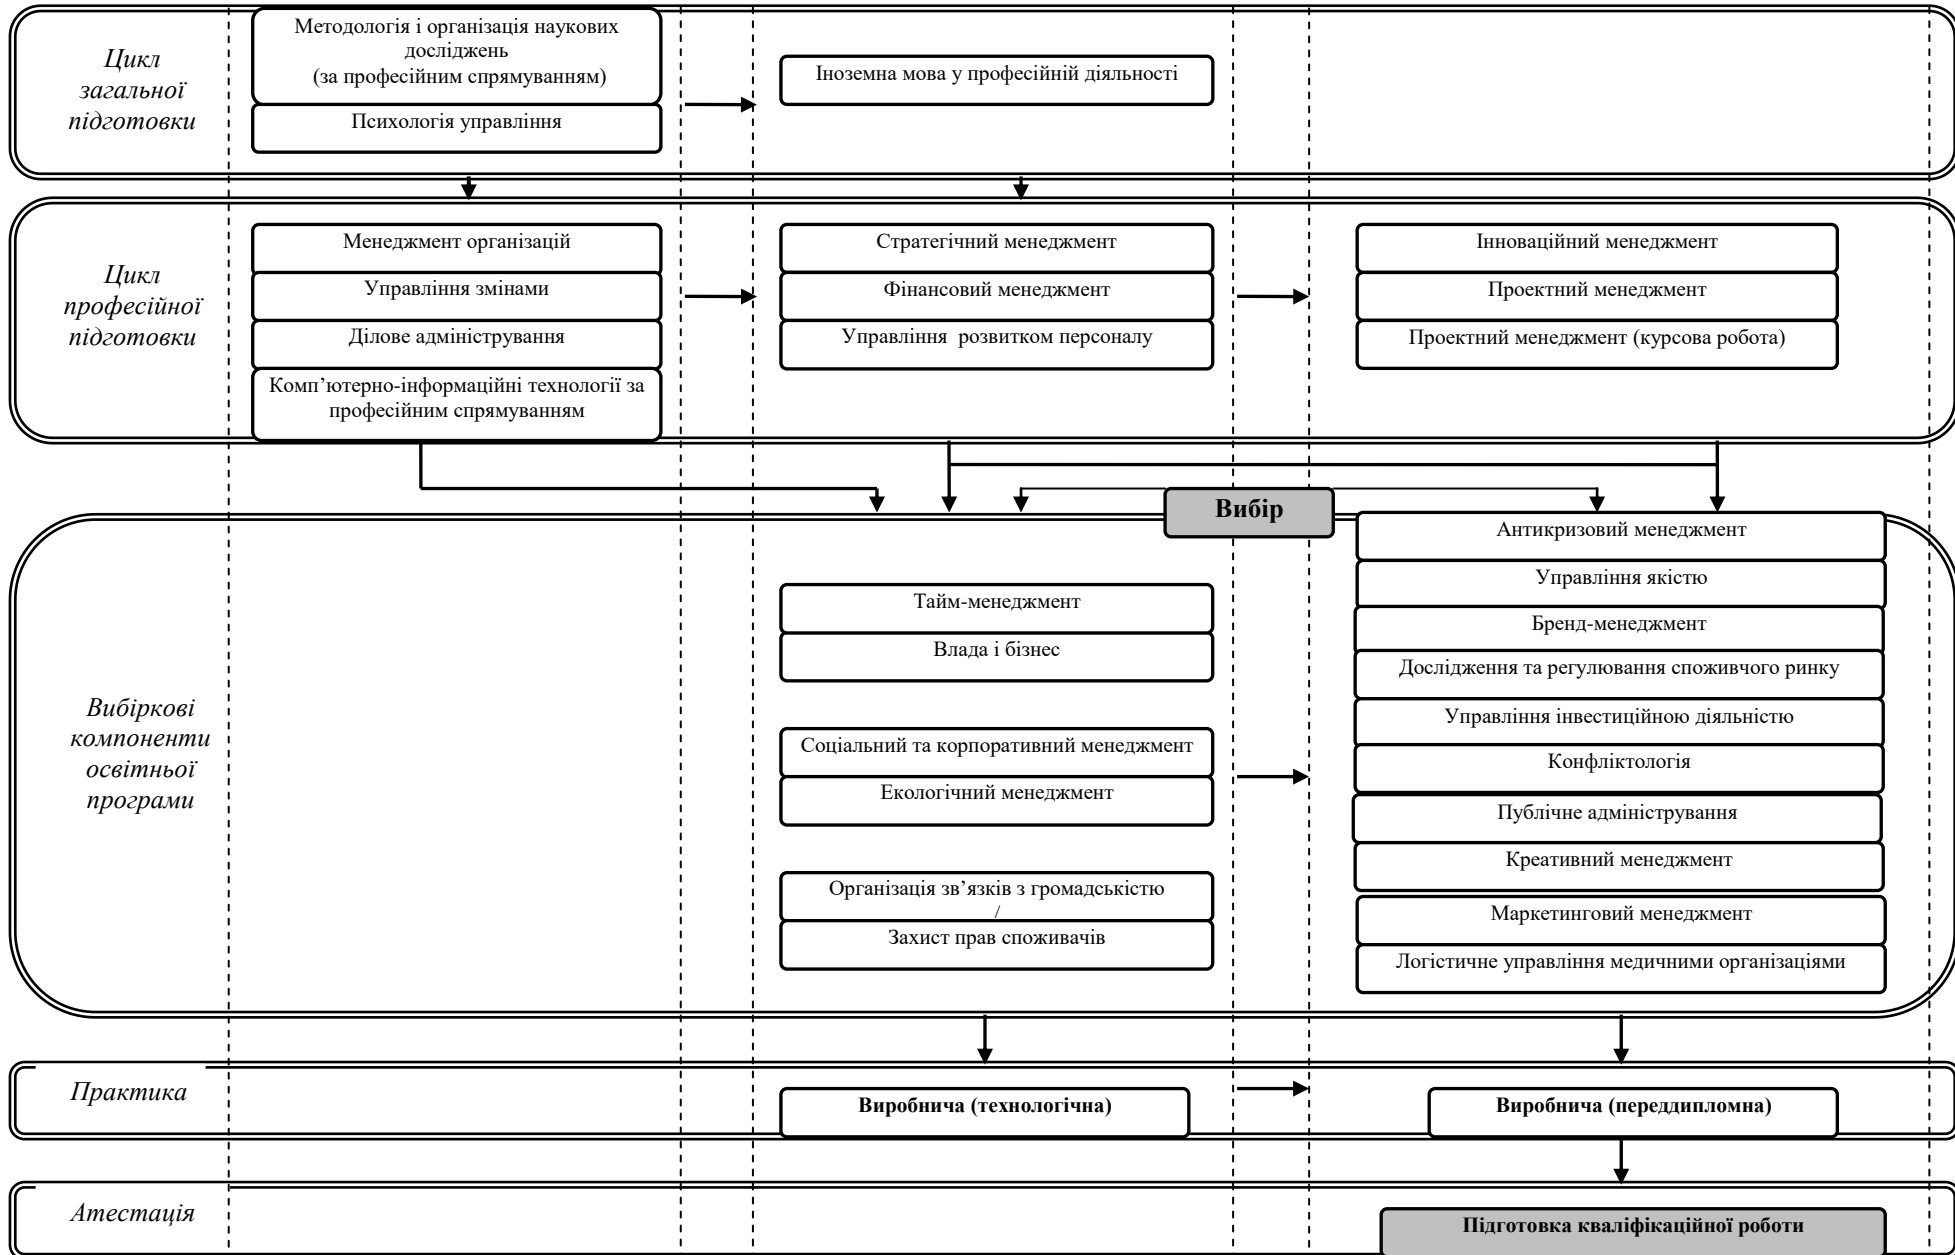 Цикл
загальної
підготовки
Методологія і організація наукових
досліджень
(за професійним спрямуванням)
Психологія управління
Іноземна мова у професійній діяльності
Цикл
професійної
підготовки
Менеджмент організацій
Управління змінами
Ділове адміністрування
Комп’ютерно-інформаційні технології за
професійним спрямуванням
Стратегічний менеджмент
Фінансовий менеджмент
Управління розвитком персоналу
Інноваційний менеджмент
Проектний менеджмент
Проектний менеджмент (курсова робота)
Вибір
Вибіркові
компоненти
освітньої
програми
Тайм-менеджмент
Влада і бізнес
Соціальний та корпоративний менеджмент
Екологічний менеджмент
Організація зв’язків з громадськістю
/
Захист прав споживачів
Антикризовий менеджмент
Управління якістю
Бренд-менеджмент
Дослідження та регулювання споживчого ринку
Управління інвестиційною діяльністю
Конфліктологія
Публічне адміністрування
Креативний менеджмент
Маркетинговий менеджмент
Логістичне управління медичними організаціями
Практика
Виробнича (технологічна)
Виробнича (переддипломна)
Атестація
Підготовка кваліфікаційної роботи